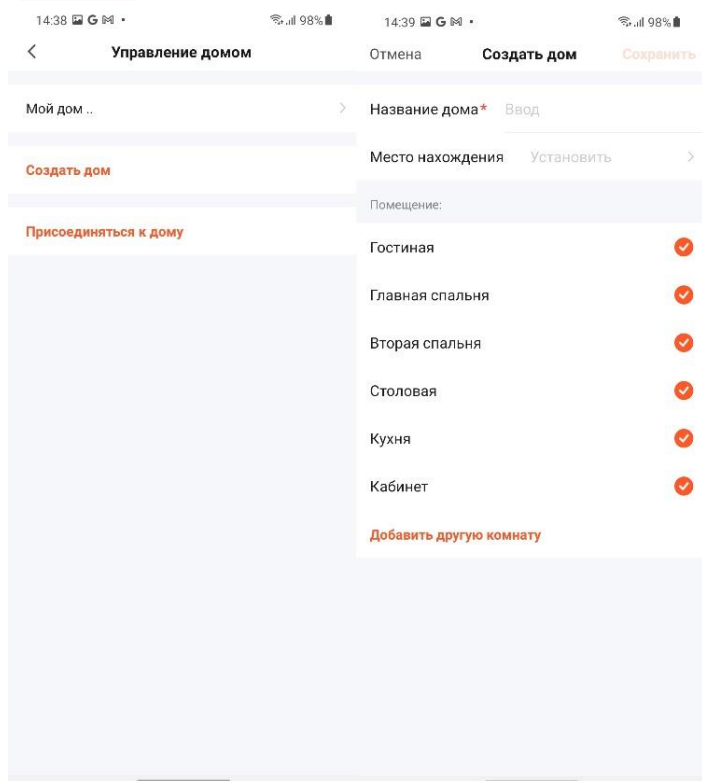 14:38 G M •
98%
Управление домом
Мой дом ..
Создать дом
Присоединяться к дому
14:39 G M •
98%
Отмена Создать дом Сохранить
Название дома* Ввод
Место нахождения Установить
Помещение:
Гостиная
Главная спальня
Вторая спальня
Столовая
Кухня
Кабинет
Добавить другую комнату